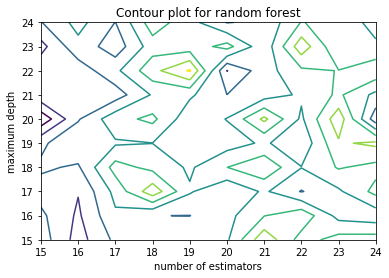 Contour plot for random forest
maximum depth
24
23
22
21
20
19
18
17
16
15
15 16 17 18 19 20 21 22 23 24
number of estimators